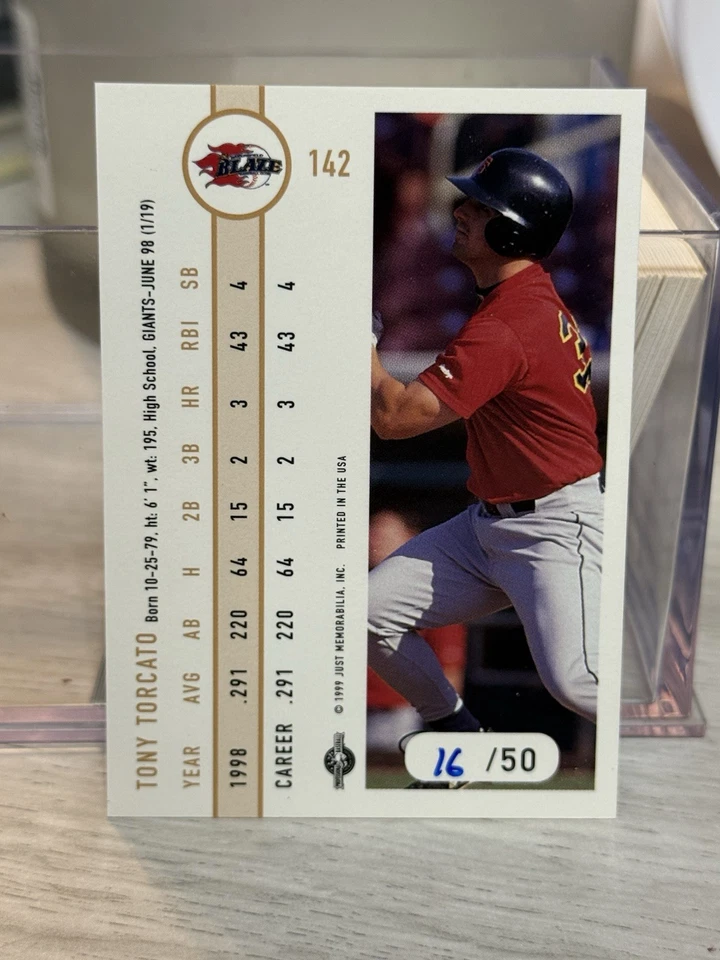 TONY TORCATO Born 10-25-79, ht: 6' 1", wt: 195, High School, GIANTS-JUNE 98 (1/19)
YEAR AVG AB H 2B 3B HR RBI SB
1998 .291 220 64 15 2 3 43 4
CAREER .291 220 64 15 2 3 43 4
© 1999 JUST MEMORABILIA, INC. PRINTED IN THE USA
BLAZE
142
16 /50